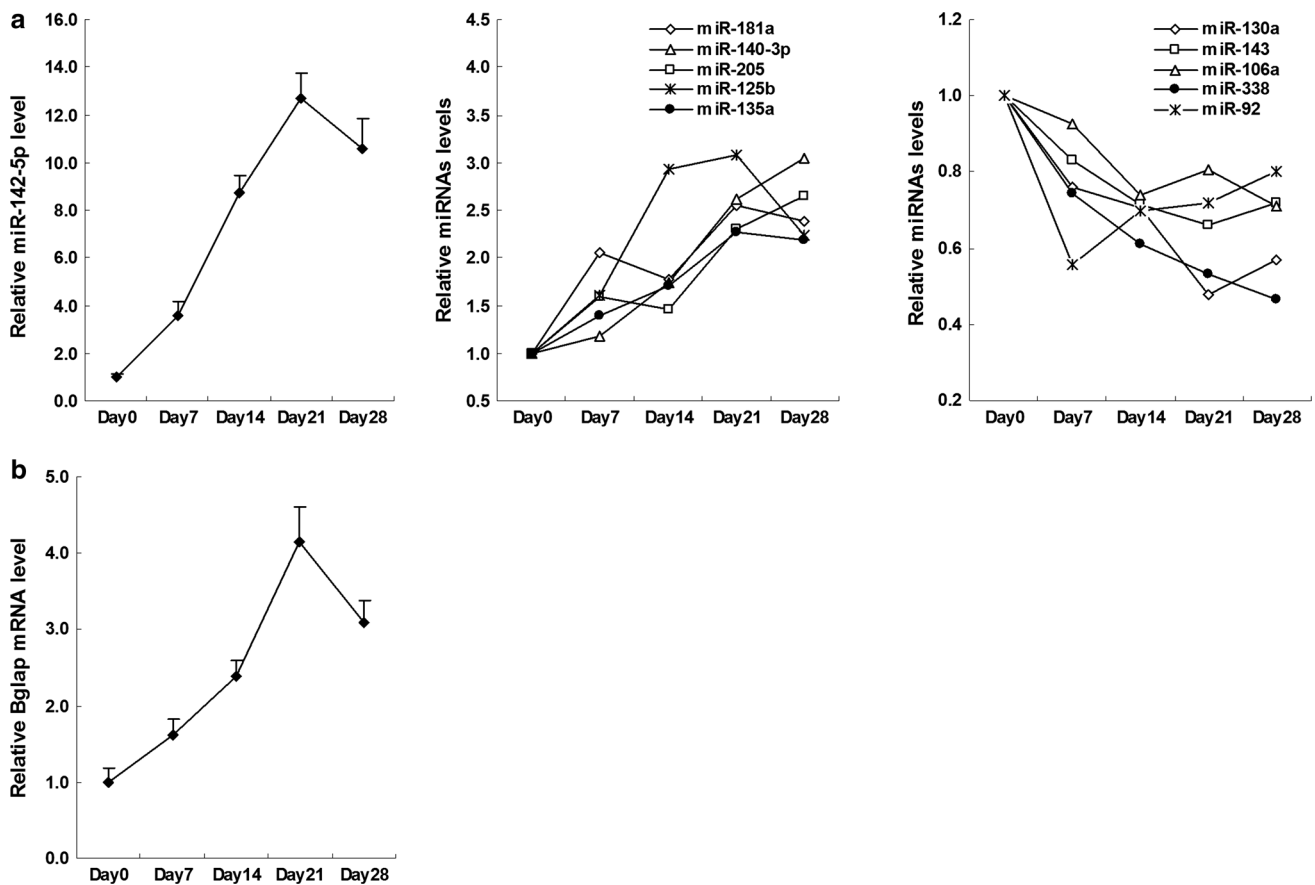 a
Relative miR-142-5p level
16.0
14.0
12.0
10.0
8.0
6.0
4.0
2.0
0.0
Day0 Day7 Day14 Day21 Day28
Relative miRNAs levels
4.5
4.0
3.5
3.0
2.5
2.0
1.5
1.0
0.5
miR-181a
miR-140-3p
miR-205
miR-125b
miR-135a
Day0 Day7 Day14 Day21 Day28
Relative miRNAs levels
1.2
1.0
0.8
0.6
0.4
0.2
miR-130a
miR-143
miR-106a
miR-338
miR-92
Day0 Day7 Day14 Day21 Day28
b
Relative Bglap mRNA level
5.0
4.0
3.0
2.0
1.0
0.0
Day0 Day7 Day14 Day21 Day28